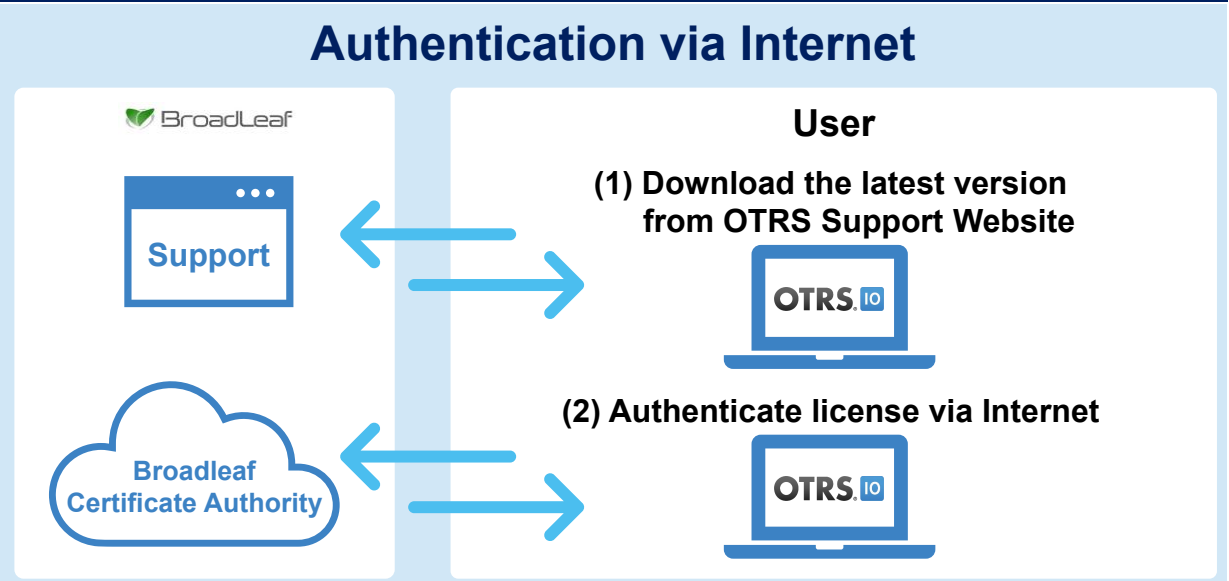 Authentication via Internet
BroadLeaf
User
(1) Download the latest version
from OTRS Support Website
Support
OTRS.IO
(2) Authenticate license via Internet
Broadleaf
Certificate Authority
OTRS.IO